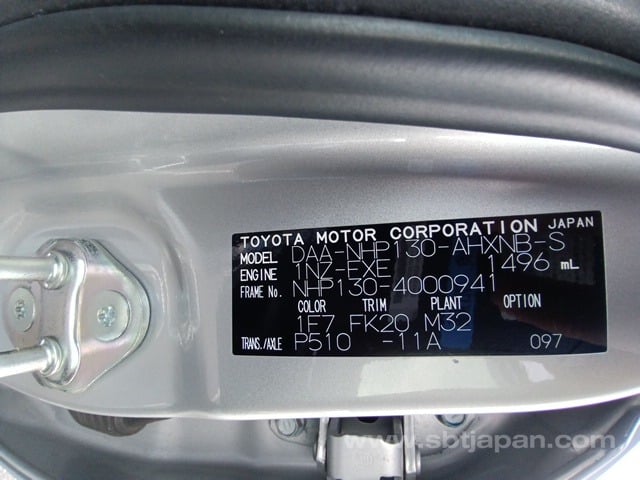 TOYOTA MOTOR CORPORATION JAPAN
MODEL DAA-NHP130-AHXNB-S
ENGINE 1NZ-EXE 1496 mL
FRAME No. NHP130-4000941
COLOR TRIM PLANT OPTION
1F7 FK20 M32
TRANS./AXLE P510 -11A 097
www.sbtjapan.com